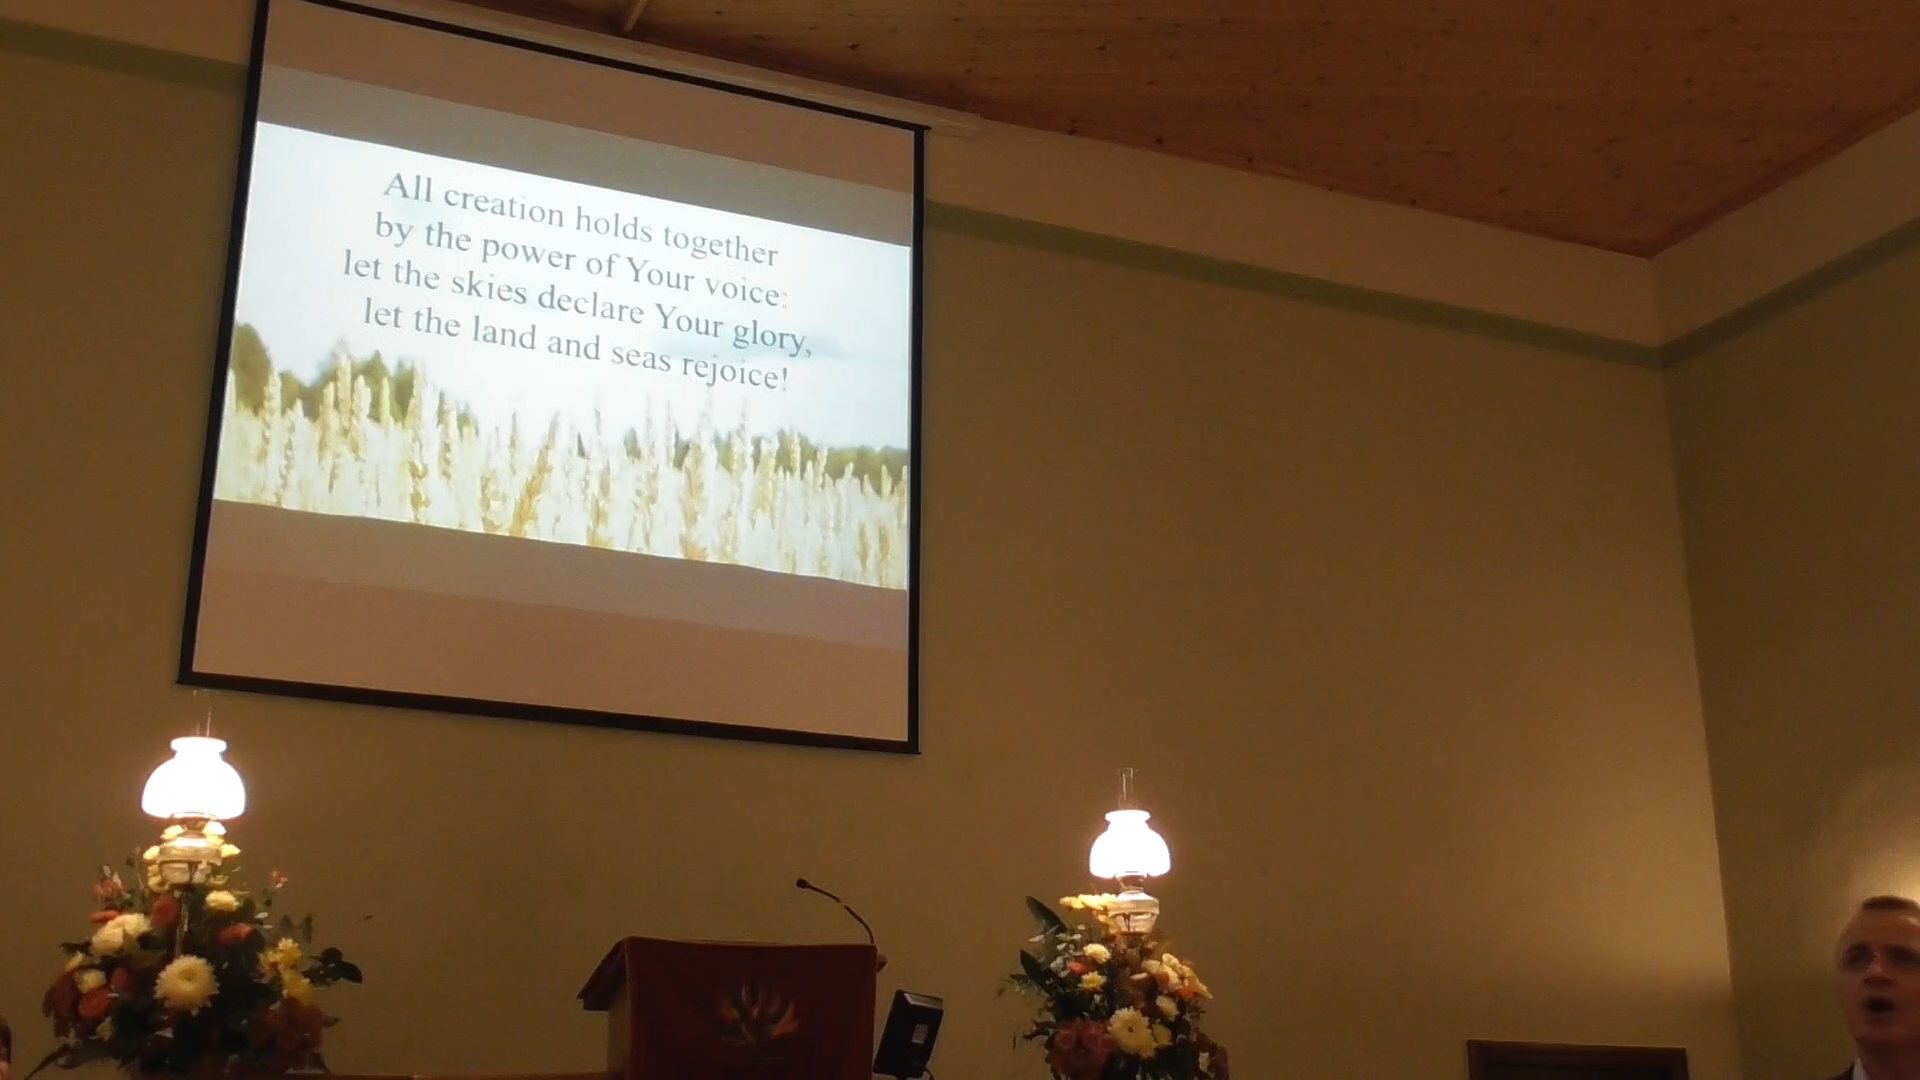 All creation holds together
by the power of Your voice:
let the skies declare Your glory,
let the land and seas rejoice!